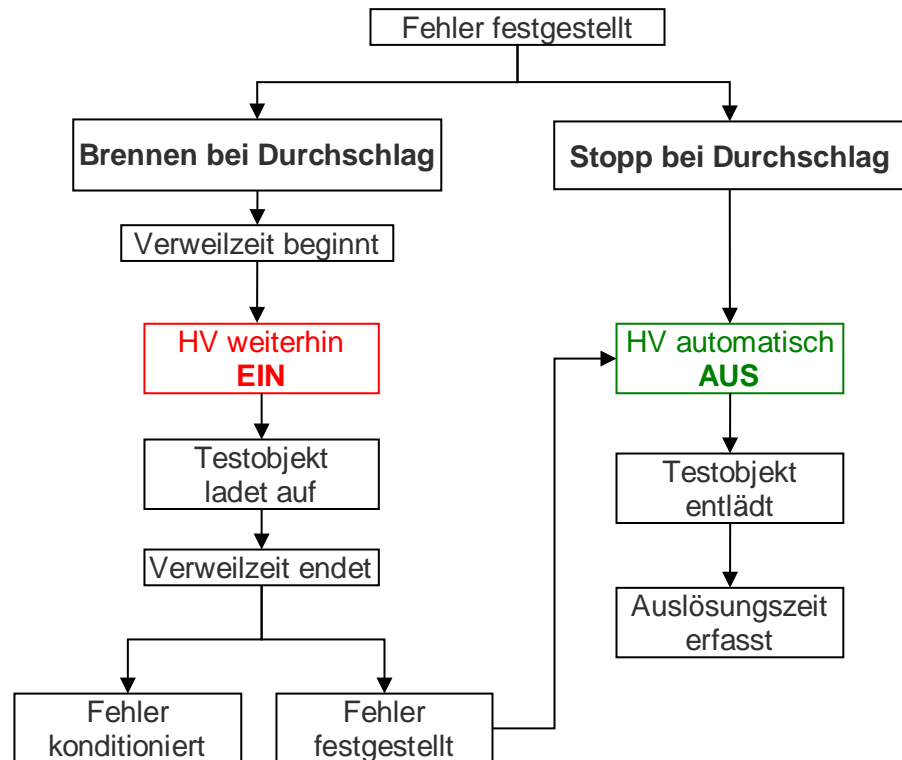 Fehler festgestellt
Brennen bei Durchschlag
Stopp bei Durchschlag
Verweilzeit beginnt
HV weiterhin
EIN
HV automatisch
AUS
Testobjekt
ladet auf
Testobjekt
entlädt
Verweilzeit endet
Auslösungszeit
erfasst
Fehler
konditioniert
Fehler
festgestellt